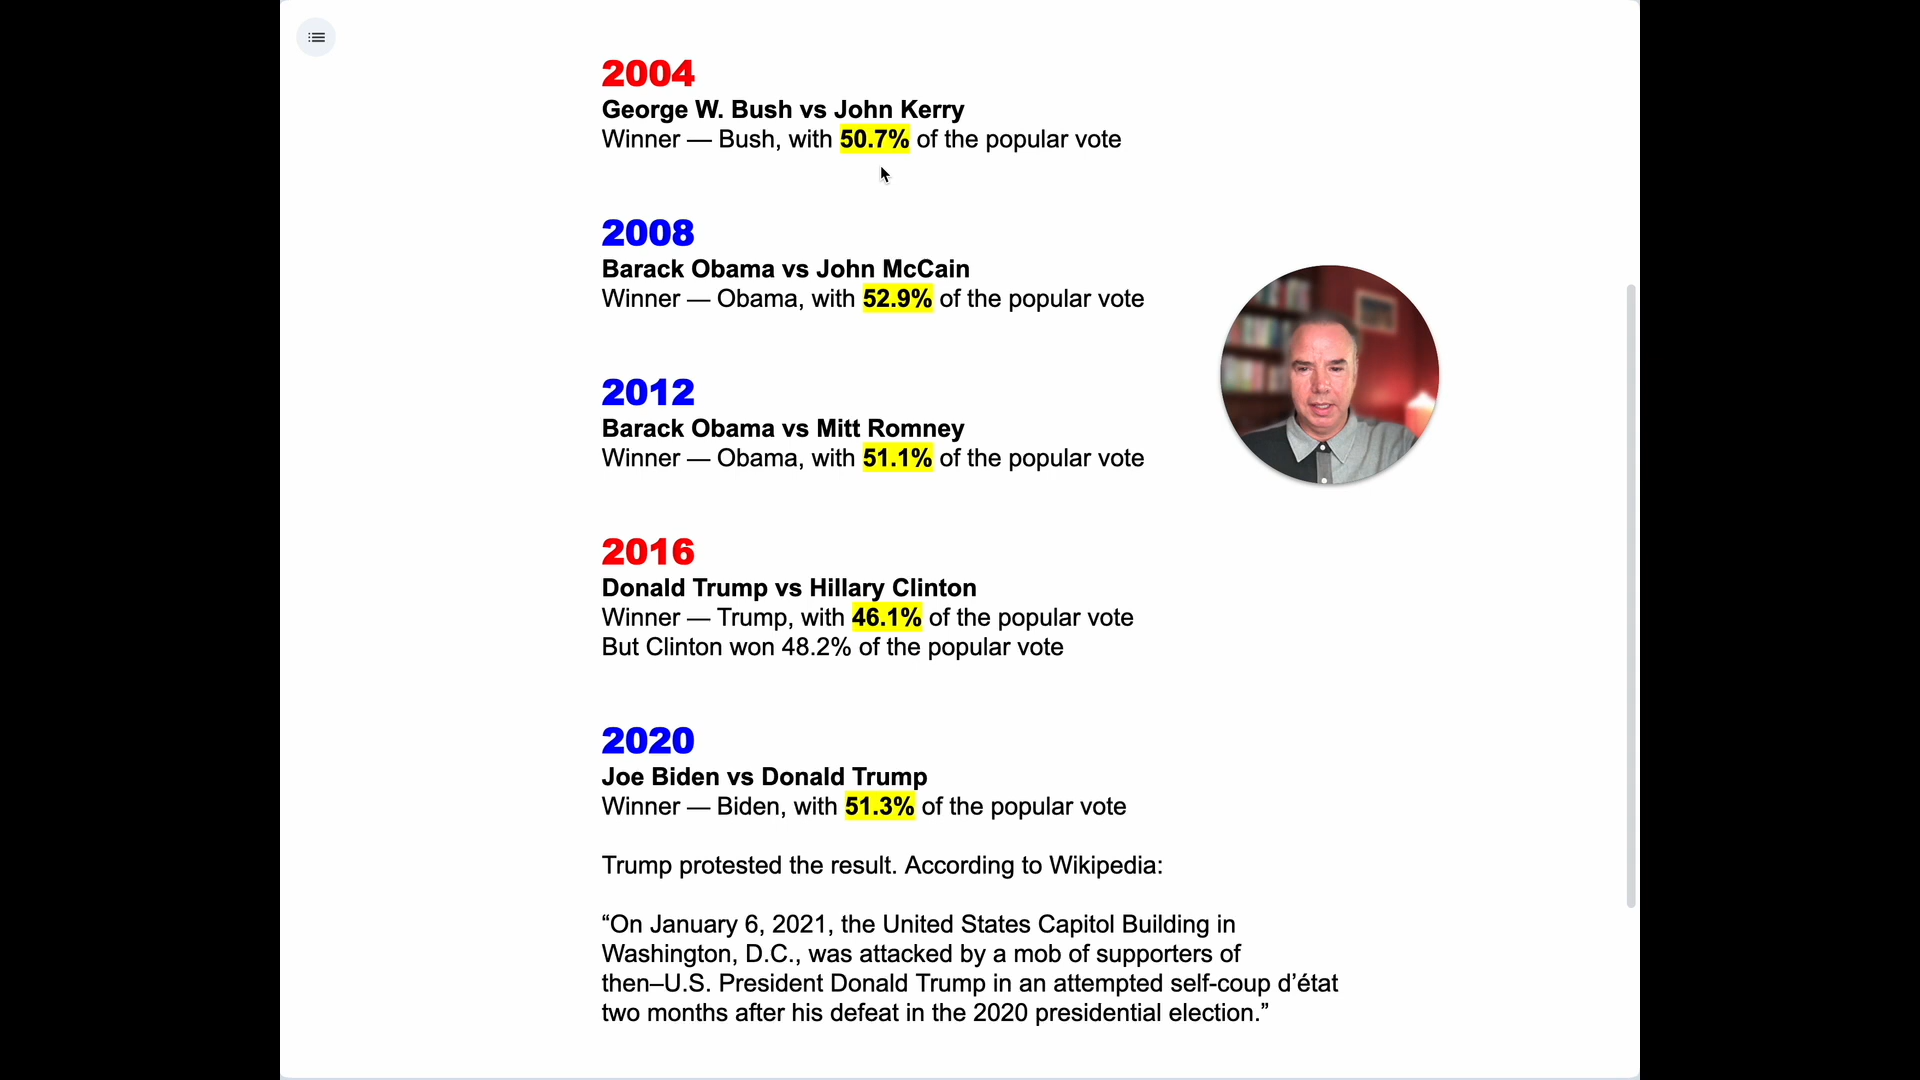 2004
George W. Bush vs John Kerry
Winner — Bush, with 50.7% of the popular vote
2008
Barack Obama vs John McCain
Winner — Obama, with 52.9% of the popular vote
2012
Barack Obama vs Mitt Romney
Winner — Obama, with 51.1% of the popular vote
2016
Donald Trump vs Hillary Clinton
Winner — Trump, with 46.1% of the popular vote
But Clinton won 48.2% of the popular vote
2020
Joe Biden vs Donald Trump
Winner — Biden, with 51.3% of the popular vote
Trump protested the result. According to Wikipedia:
“On January 6, 2021, the United States Capitol Building in
Washington, D.C., was attacked by a mob of supporters of
then–U.S. President Donald Trump in an attempted self-coup d’état
two months after his defeat in the 2020 presidential election.”